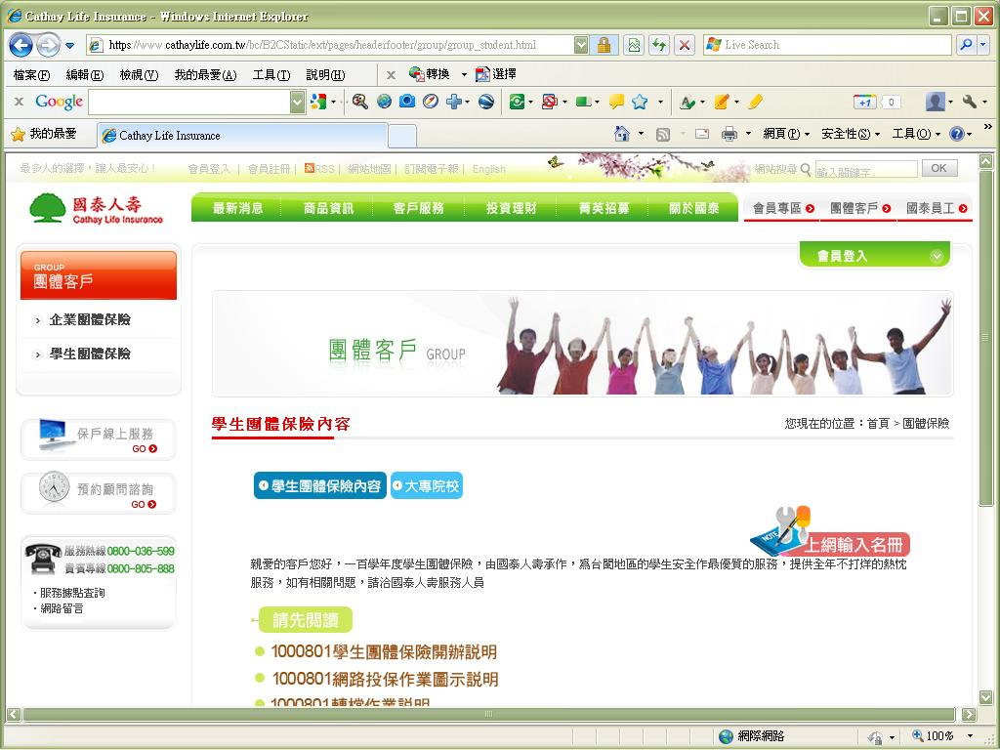 Cathay Life Insurance - Windows Internet Explorer
https://www.cathaylife.com.tw/bc/B2CStatic/ext/pages/headerfooter/group/group_student.html
Live Search
檔案(F) 編輯(E) 檢視(V) 我的最愛(A) 工具(T) 說明(H)
轉換 選擇
Google
+1 0
我的最愛
Cathay Life Insurance
網頁(P) 安全性(S) 工具(O)
最多人的選擇，讓人最安心！
會員登入 | 會員註冊 | RSS | 網站地圖 | 訂閱電子報 | English
網站搜尋 輸入關鍵字 OK
國泰人壽
Cathay Life Insurance
最新消息 商品資訊 客戶服務 投資理財 菁英招募 關於國泰
會員專區 團體客戶 國泰員工
會員登入
GROUP
團體客戶
企業團體保險
學生團體保險
保戶線上服務
GO
預約顧問諮詢
GO
服務熱線0800-036-599
貴賓專線0800-805-888
・服務據點查詢
・網路留言
團體客戶 GROUP
學生團體保險內容
您現在的位置：首頁 > 團體保險
學生團體保險內容 大專院校
NOTE
上網輸入名冊
親愛的客戶您好，一百學年度學生團體保險，由國泰人壽承作，為台閩地區的學生安全作最優質的服務，提供全年不打烊的熱忱
服務，如有相關問題，請洽國泰人壽服務人員
請先閱讀
1000801學生團體保險開辦說明
1000801網路投保作業圖示說明
1000801轉檔作業說明
網際網路
100%